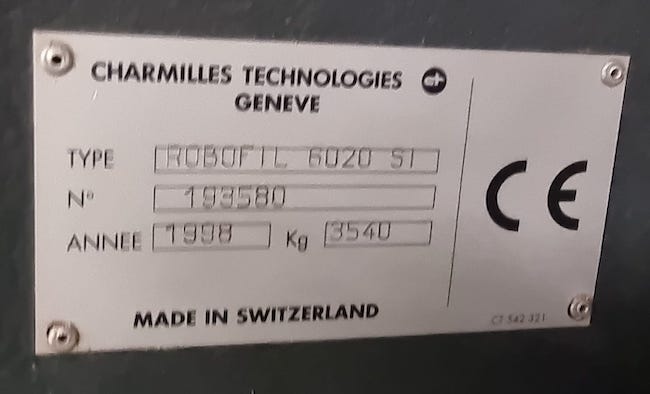 CHARMILLES TECHNOLOGIES
GENEVE
TYPE ROBOFIL 6020 SI
N° 193580
ANNEE 1998 Kg 3540
CE
MADE IN SWITZERLAND
CT 542 321